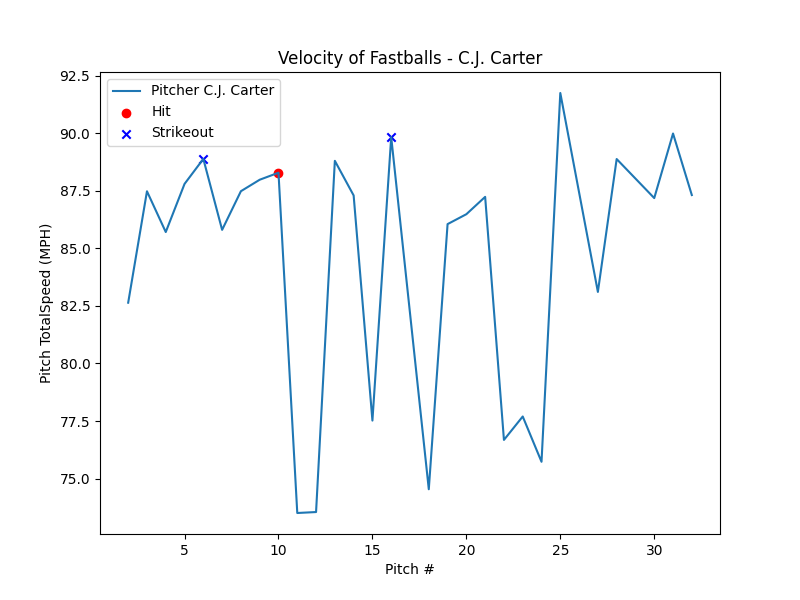 Velocity of Fastballs - C.J. Carter
Pitcher C.J. Carter
Hit
Strikeout
Pitch TotalSpeed (MPH)
92.5
90.0
87.5
85.0
82.5
80.0
77.5
75.0
5 10 15 20 25 30
Pitch #